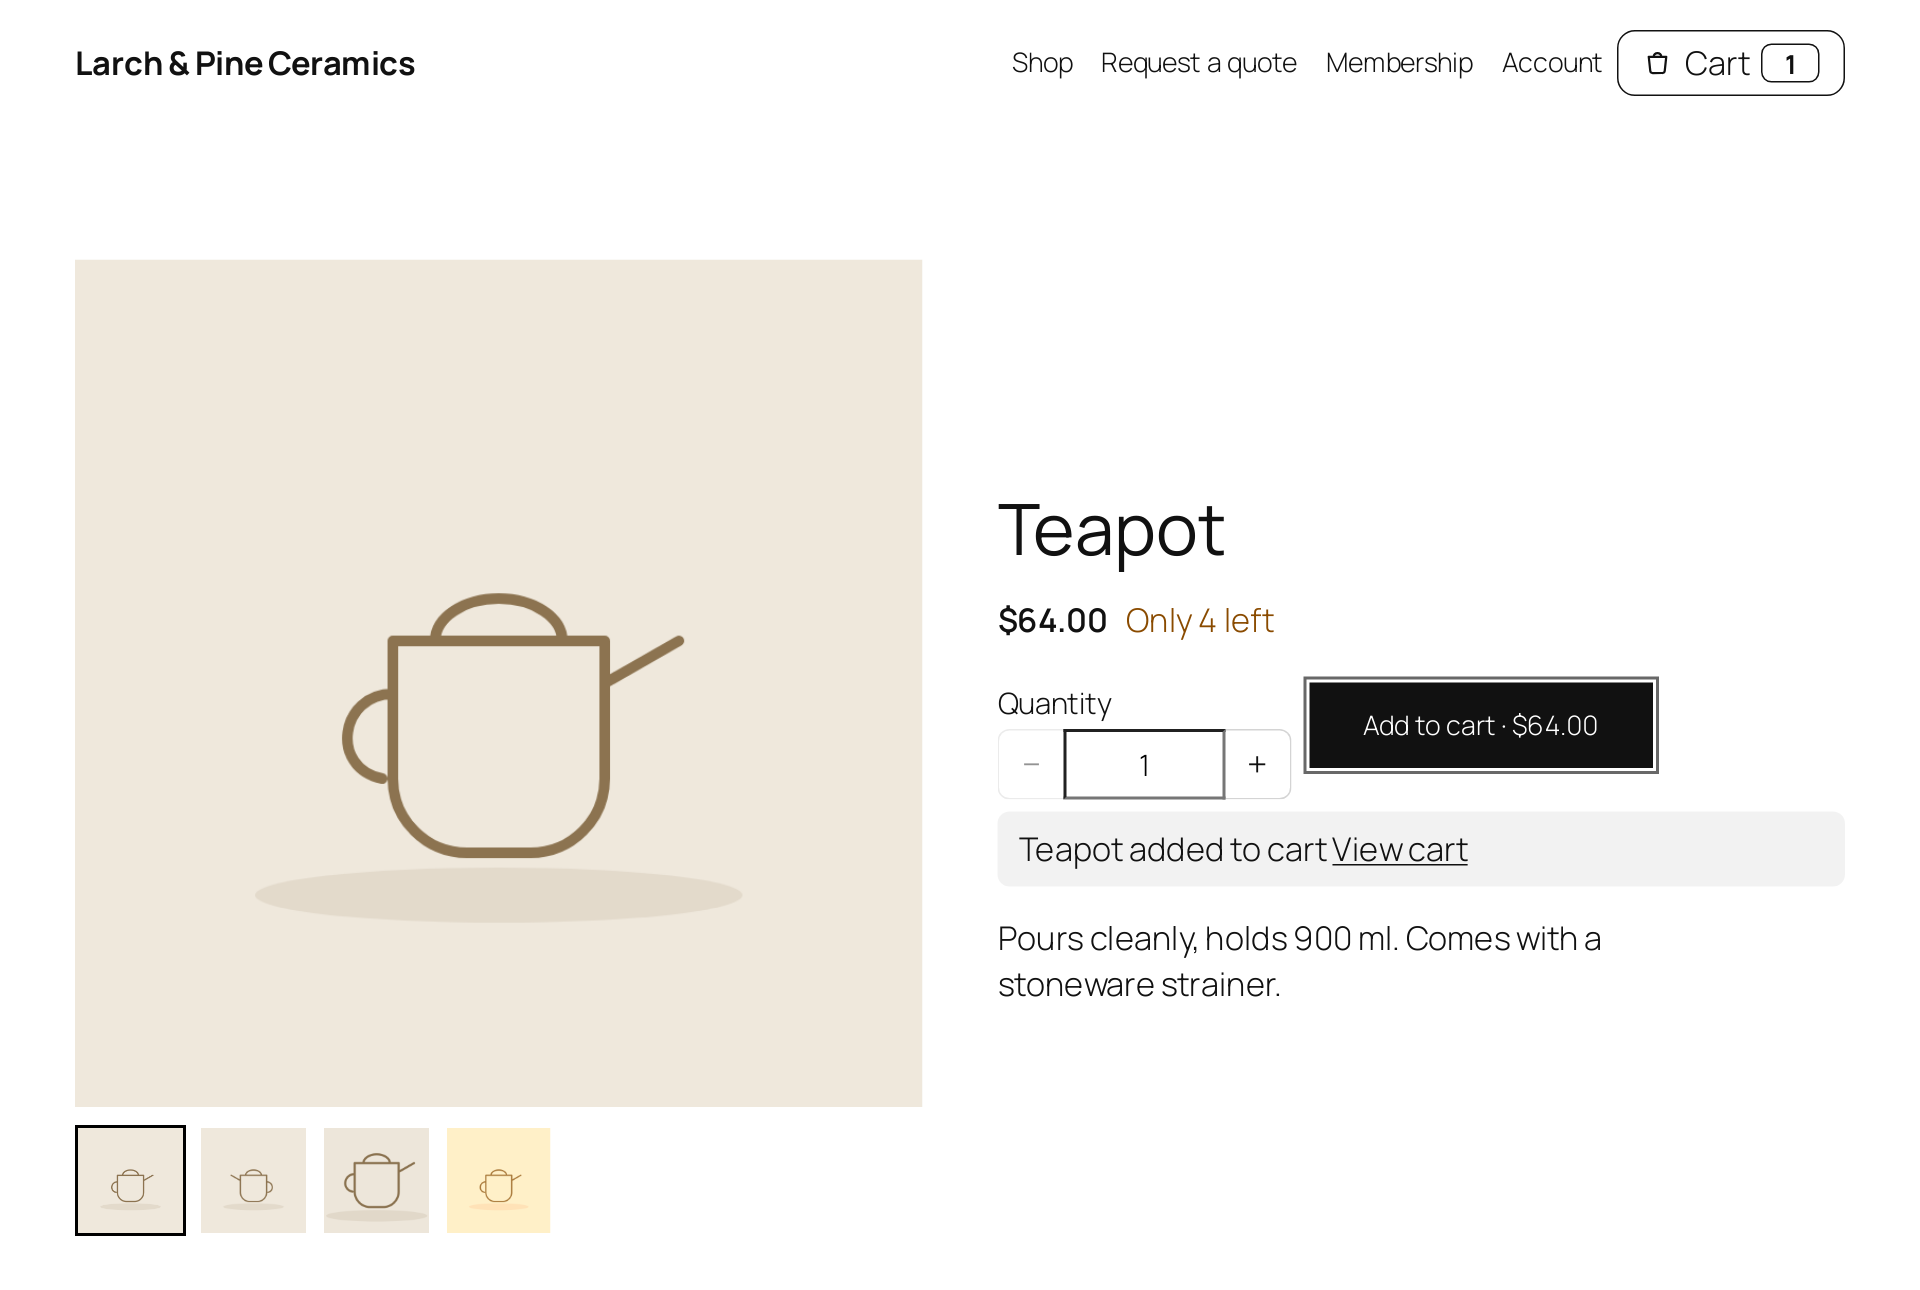 Larch & Pine Ceramics
Shop Request a quote Membership Account Cart 1
Teapot
$64.00 Only 4 left
Quantity
− 1 +
Add to cart · $64.00
Teapot added to cart View cart
Pours cleanly, holds 900 ml. Comes with a
stoneware strainer.